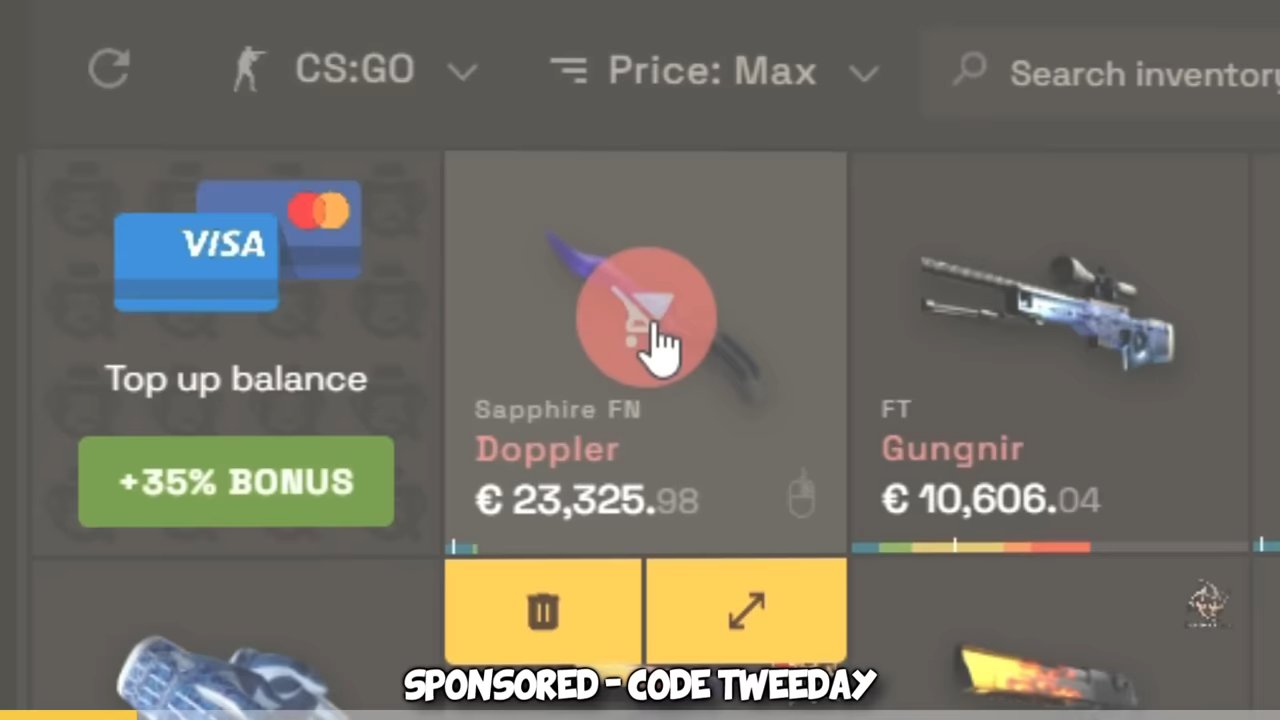 CS:GO
Price: Max
Search inventory
VISA
Top up balance
+35% BONUS
Sapphire FN
Doppler
€ 23,325.98
FT
Gungnir
€ 10,606.04
SPONSORED - CODE TWEEDAY